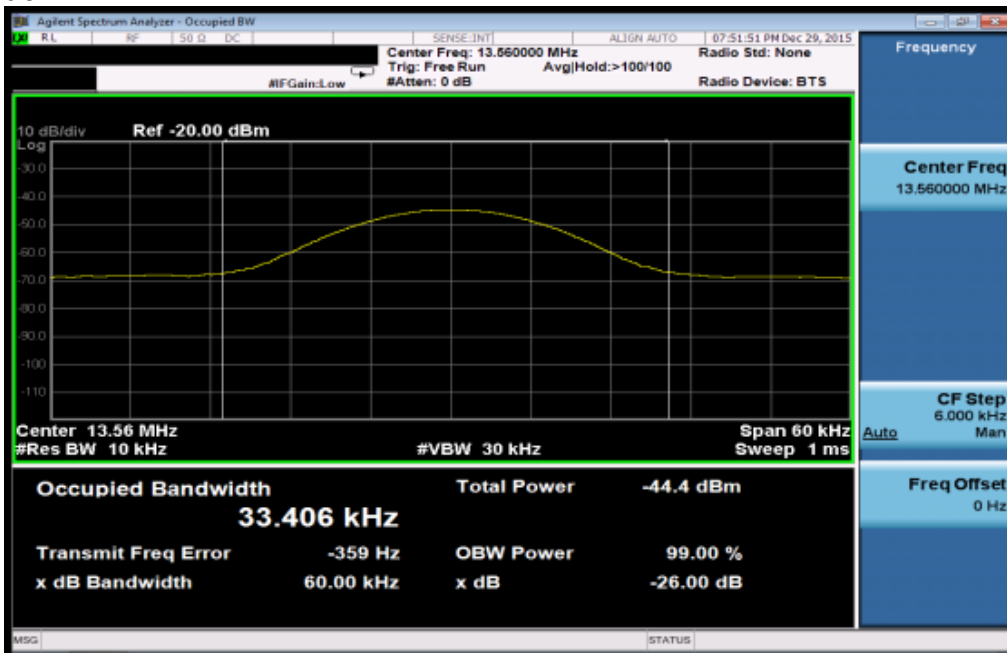 Agilent Spectrum Analyzer - Occupied BW
RL RF 50 Ω DC SENSE:INT ALIGN AUTO 07:51:51 PM Dec 29, 2015
Center Freq: 13.560000 MHz Radio Std: None
Trig: Free Run Avg|Hold:>100/100
#IFGain:Low #Atten: 0 dB Radio Device: BTS
Frequency
10 dB/div Ref -20.00 dBm
Log
-30.0
-40.0
-50.0
-60.0
-70.0
-80.0
-90.0
-100
-110
Center 13.56 MHz Span 60 kHz
#Res BW 10 kHz #VBW 30 kHz Sweep 1 ms
Center Freq
13.560000 MHz
CF Step
6.000 kHz
Auto Man
Freq Offset
0 Hz
Occupied Bandwidth Total Power -44.4 dBm
33.406 kHz
Transmit Freq Error -359 Hz OBW Power 99.00 %
x dB Bandwidth 60.00 kHz x dB -26.00 dB
MSG STATUS